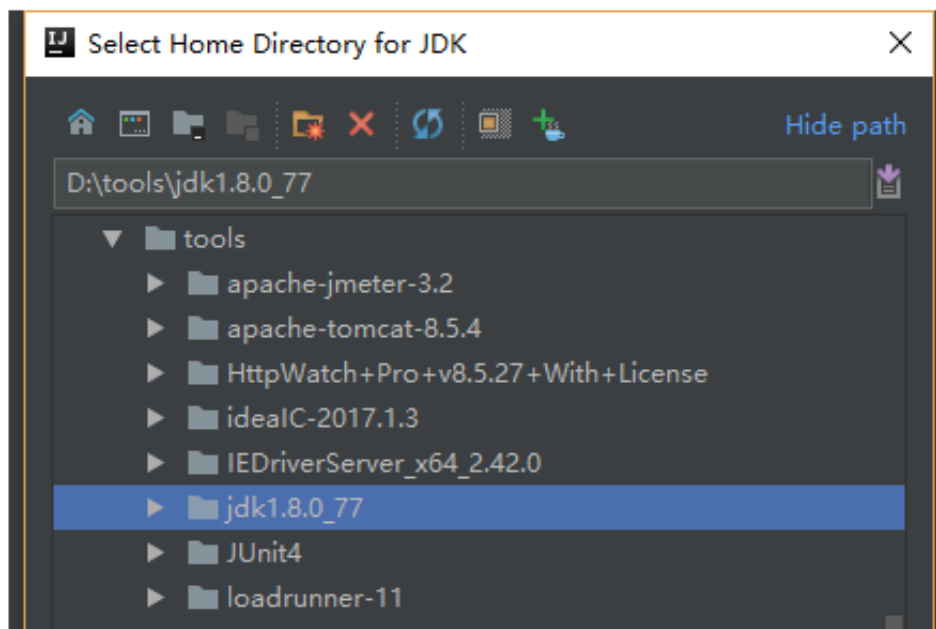 IJ Select Home Directory for JDK
Hide path
D:\tools\jdk1.8.0_77
tools
apache-jmeter-3.2
apache-tomcat-8.5.4
HttpWatch+Pro+v8.5.27+With+License
ideaIC-2017.1.3
IEDriverServer_x64_2.42.0
jdk1.8.0_77
JUnit4
loadrunner-11